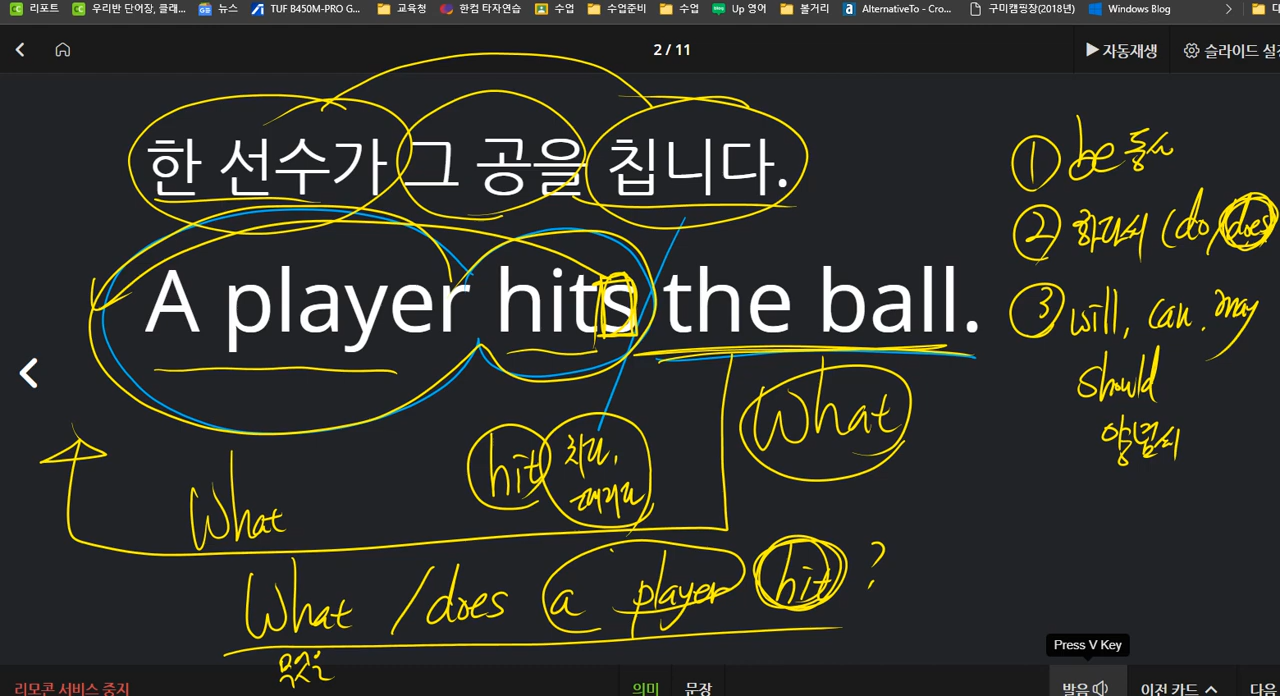 리포트 우리반 단어장, 클래... 뉴스 TUF B450M-PRO G... 교육청 한컴 타자연습 수업 수업준비 수업 Up 영어 볼거리 AlternativeTo - Cro... 구미캠핑장(2018년) Windows Blog
2 / 11 자동재생 슬라이드 설정
한 선수가 그 공을 칩니다.
A player hits the ball.
① be 동사
② 화다씨 (do, does
③ will, can, may
should
양념씨
What
hit 치다,
때리다
What
What / does a player hit ?
무엇을
Press V Key
리모콘 서비스 중지 의미 문장 발음 이전 카드 다음